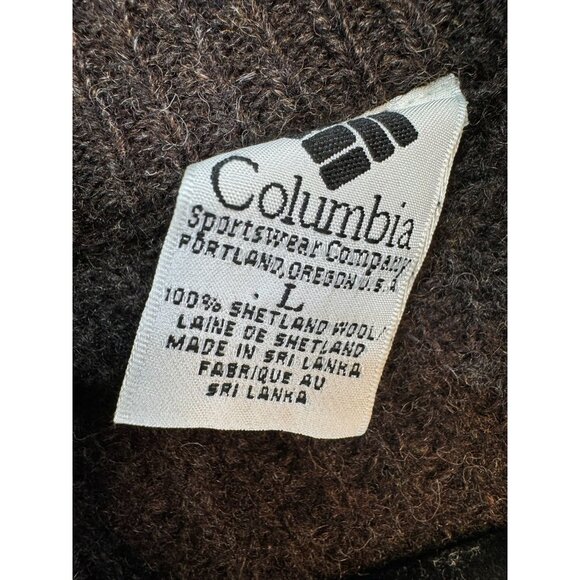 Columbia
Sportswear Company
PORTLAND, OREGON U.S.A
L
100% SHETLAND WOOL/
LAINE DE SHETLAND
MADE IN SRI LANKA
FABRIQUE AU
SRI LANKA